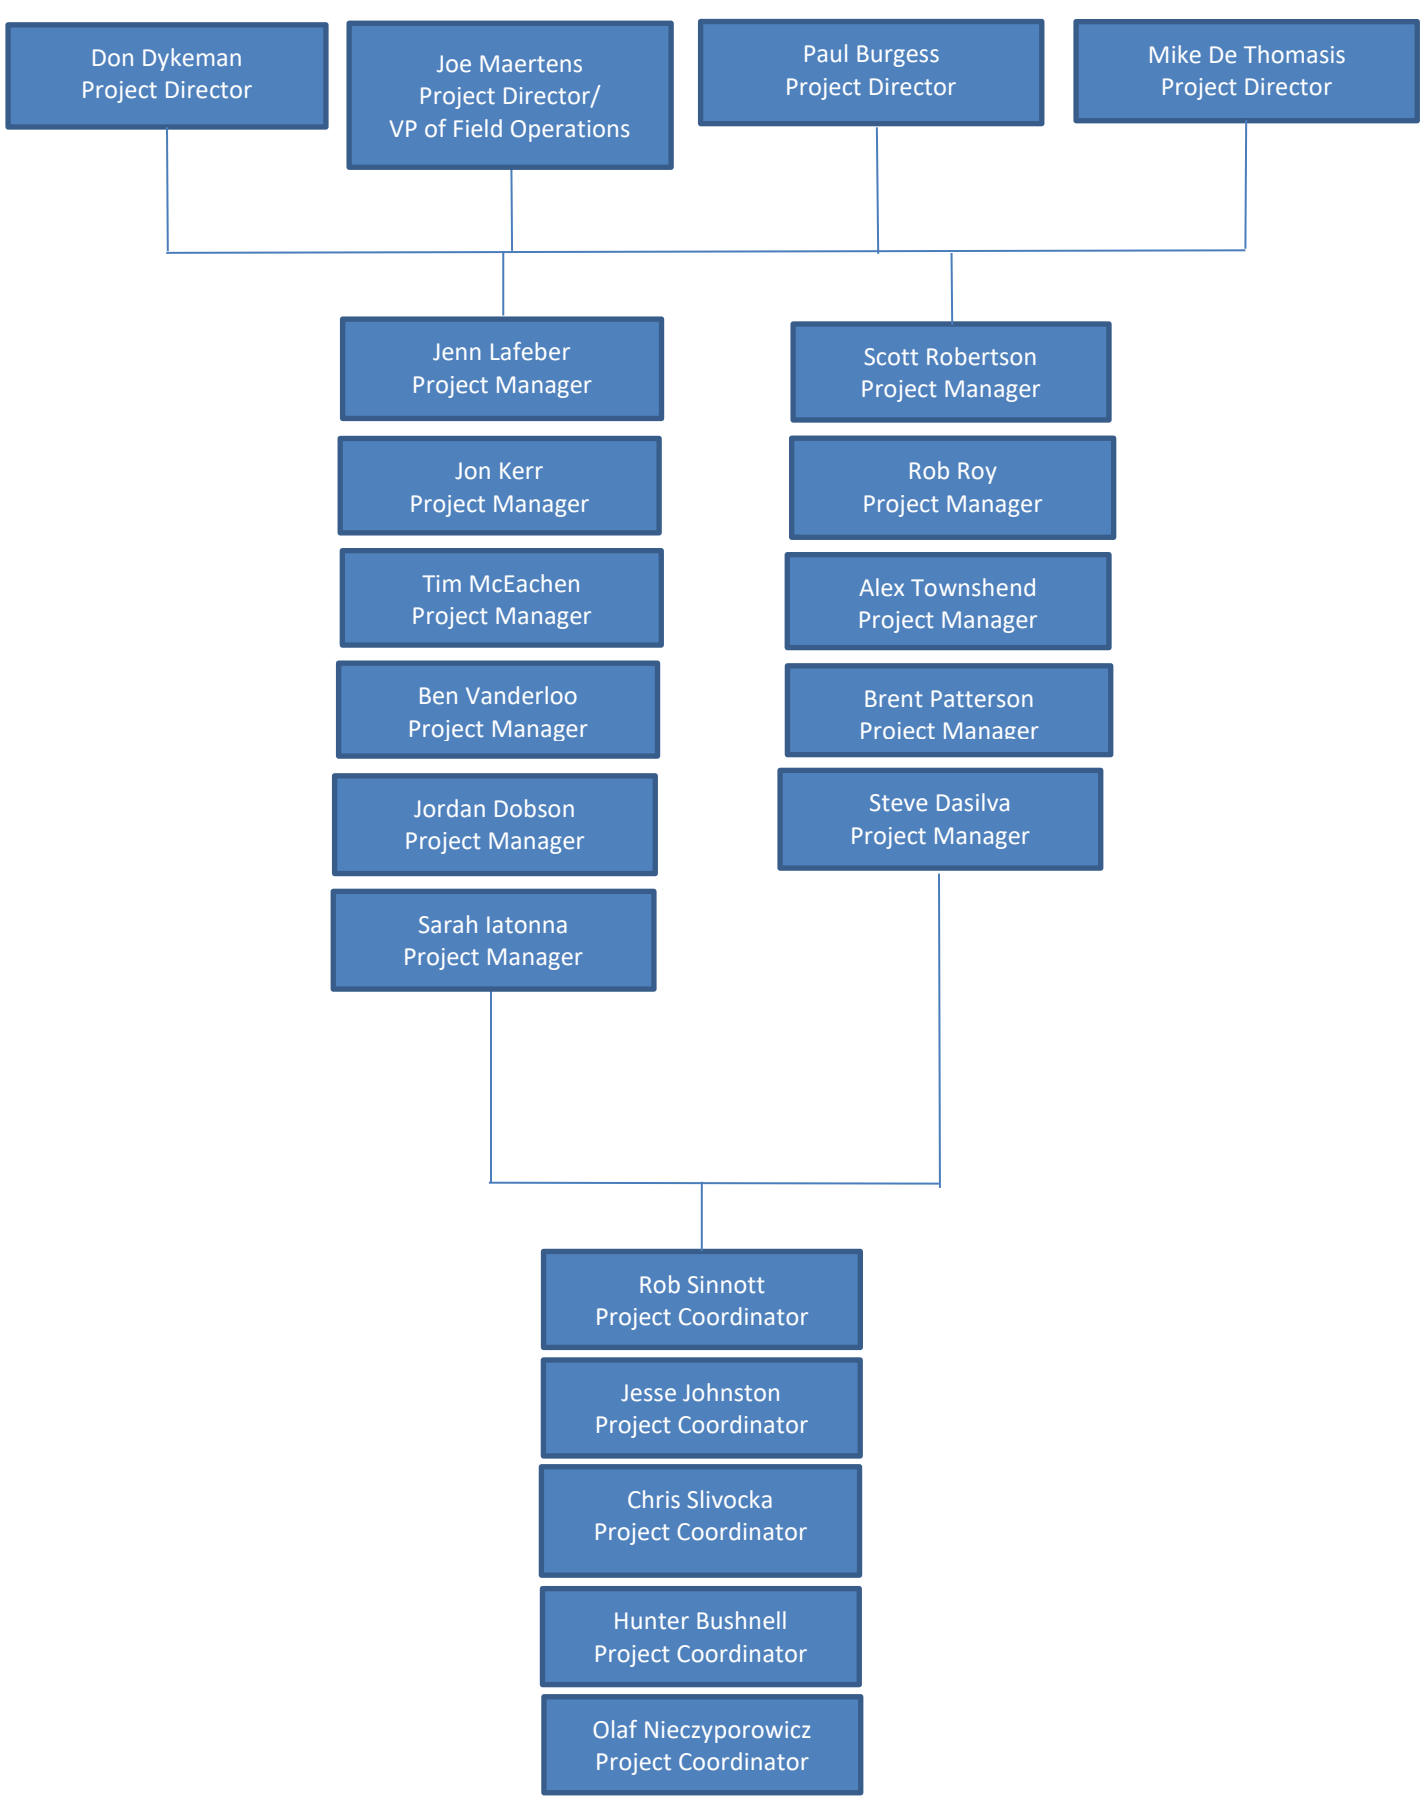 Don Dykeman
Project Director
Joe Maertens
Project Director/
VP of Field Operations
Paul Burgess
Project Director
Mike De Thomasis
Project Director
Jenn Lafeber
Project Manager
Jon Kerr
Project Manager
Tim McEachen
Project Manager
Ben Vanderloo
Project Manager
Jordan Dobson
Project Manager
Sarah Iatonna
Project Manager
Scott Robertson
Project Manager
Rob Roy
Project Manager
Alex Townshend
Project Manager
Brent Patterson
Project Manager
Steve Dasilva
Project Manager
Rob Sinnott
Project Coordinator
Jesse Johnston
Project Coordinator
Chris Slivocka
Project Coordinator
Hunter Bushnell
Project Coordinator
Olaf Nieczyporowicz
Project Coordinator